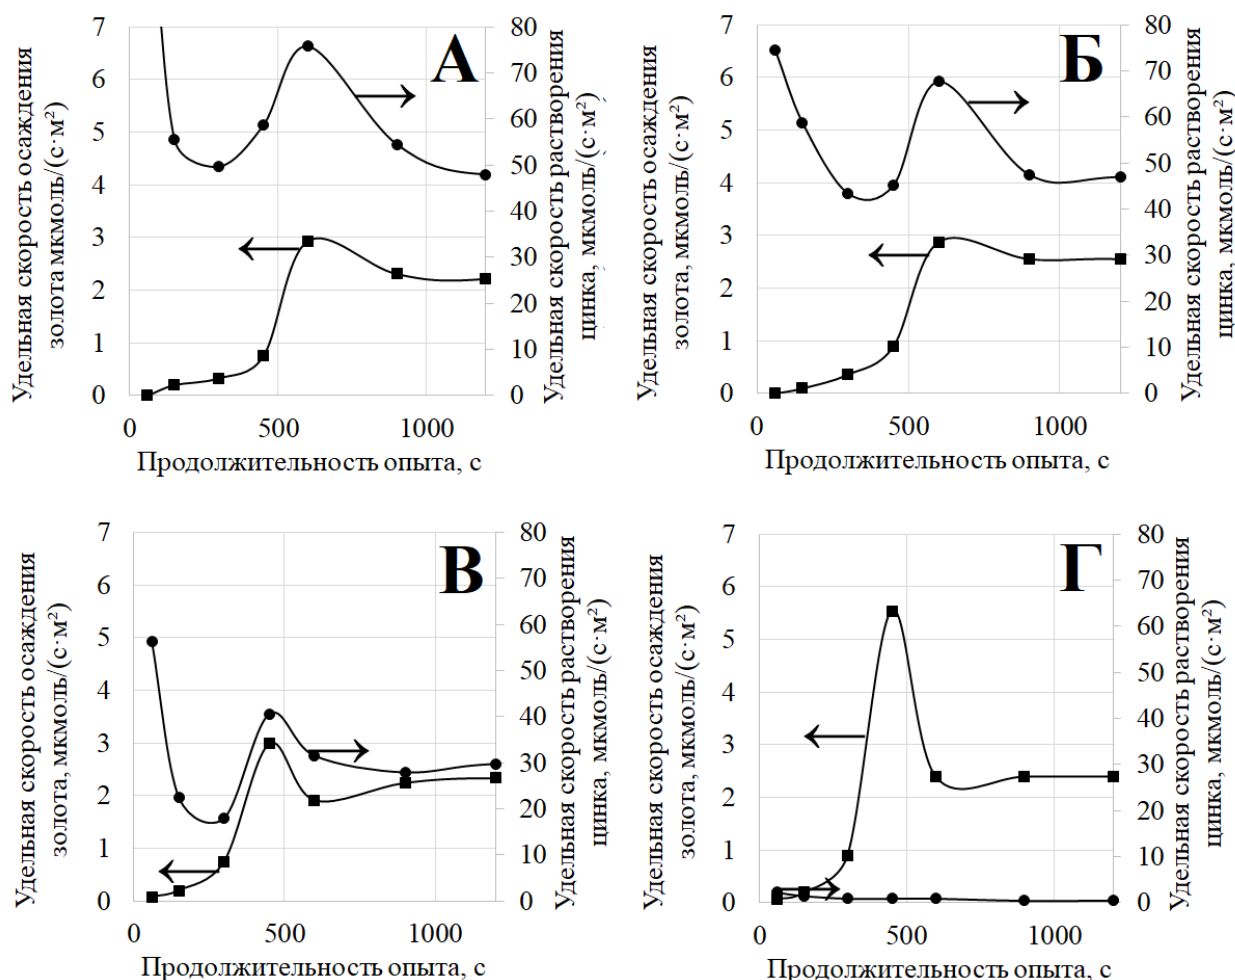 А
Удельная скорость осаждения
золота мкмоль/(с·м²)
7
6
5
4
3
2
1
0
80
70
60
50
40
30
20
10
0
Удельная скорость растворения
цинка, мкмоль/(с·м²)
0 500 1000
Продолжительность опыта, с
Б
Удельная скорость осаждения
золота, мкмоль/(с·м²)
7
6
5
4
3
2
1
0
80
70
60
50
40
30
20
10
0
Удельная скорость растворения
цинка, мкмоль/(с·м²)
0 500 1000
Продолжительность опыта, с
В
Удельная скорость осаждения
золота, мкмоль/(с·м²)
7
6
5
4
3
2
1
0
80
70
60
50
40
30
20
10
0
Удельная скорость растворения
цинка, мкмоль/(с·м²)
0 500 1000
Продолжительность опыта, с
Г
Удельная скорость осаждения
золота, мкмоль/(с·м²)
7
6
5
4
3
2
1
0
80
70
60
50
40
30
20
10
0
Удельная скорость растворения
цинка, мкмоль/(с·м²)
0 500 1000
Продолжительность опыта, с